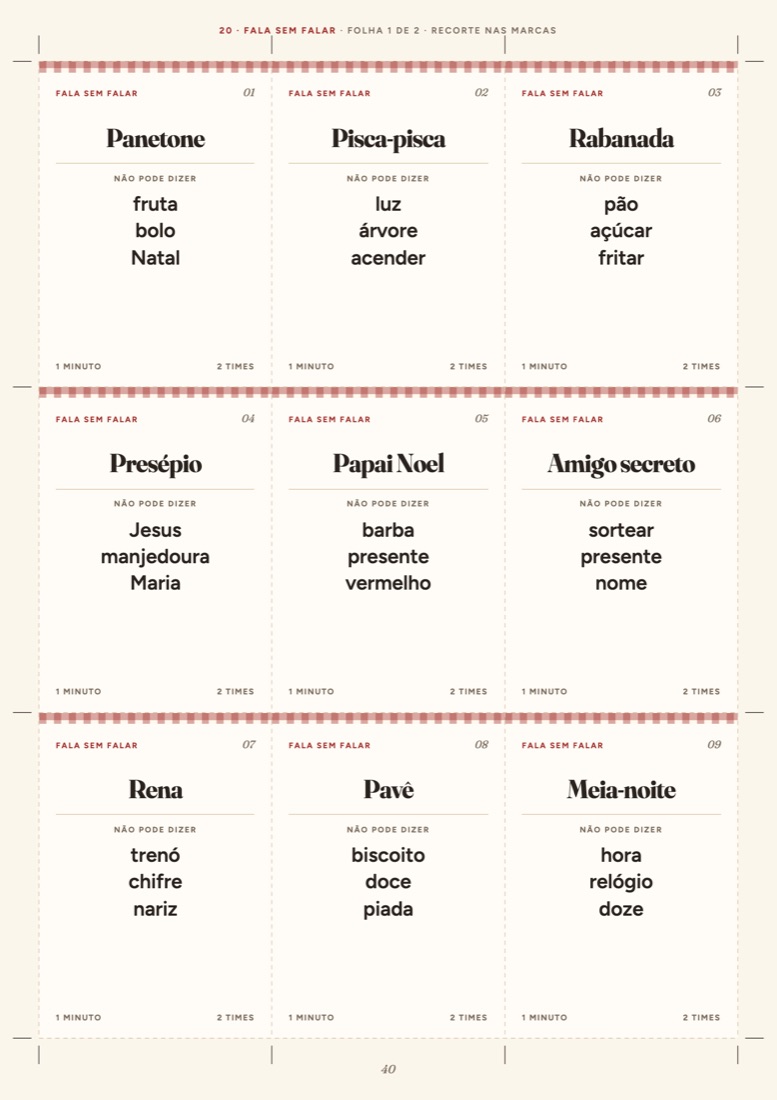 20 · FALA SEM FALAR · FOLHA 1 DE 2 · RECORTE NAS MARCAS
FALA SEM FALAR 01
Panetone
NÃO PODE DIZER
fruta
bolo
Natal
1 MINUTO 2 TIMES
FALA SEM FALAR 02
Pisca-pisca
NÃO PODE DIZER
luz
árvore
acender
1 MINUTO 2 TIMES
FALA SEM FALAR 03
Rabanada
NÃO PODE DIZER
pão
açúcar
fritar
1 MINUTO 2 TIMES
FALA SEM FALAR 04
Presépio
NÃO PODE DIZER
Jesus
manjedoura
Maria
1 MINUTO 2 TIMES
FALA SEM FALAR 05
Papai Noel
NÃO PODE DIZER
barba
presente
vermelho
1 MINUTO 2 TIMES
FALA SEM FALAR 06
Amigo secreto
NÃO PODE DIZER
sortear
presente
nome
1 MINUTO 2 TIMES
FALA SEM FALAR 07
Rena
NÃO PODE DIZER
trenó
chifre
nariz
1 MINUTO 2 TIMES
FALA SEM FALAR 08
Pavê
NÃO PODE DIZER
biscoito
doce
piada
1 MINUTO 2 TIMES
FALA SEM FALAR 09
Meia-noite
NÃO PODE DIZER
hora
relógio
doze
1 MINUTO 2 TIMES
40